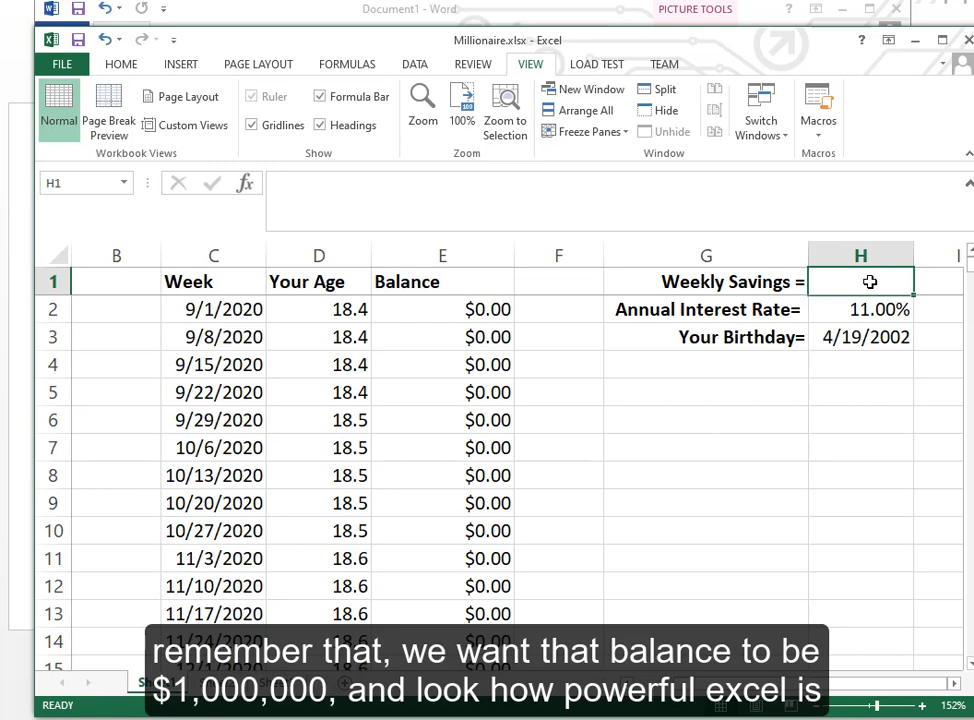 Document1 - Word
PICTURE TOOLS
Millionaire.xlsx - Excel
FILE HOME INSERT PAGE LAYOUT FORMULAS DATA REVIEW VIEW LOAD TEST TEAM
Normal
Page Break Preview
Page Layout
Custom Views
Workbook Views
Ruler
Formula Bar
Gridlines
Headings
Show
Zoom
100%
Zoom to Selection
Zoom
New Window
Arrange All
Freeze Panes
Split
Hide
Unhide
Window
Switch Windows
Macros
Macros
H1
fx
B C D E F G H I
1 Week Your Age Balance Weekly Savings =
2 9/1/2020 18.4 $0.00 Annual Interest Rate= 11.00%
3 9/8/2020 18.4 $0.00 Your Birthday= 4/19/2002
4 9/15/2020 18.4 $0.00
5 9/22/2020 18.4 $0.00
6 9/29/2020 18.5 $0.00
7 10/6/2020 18.5 $0.00
8 10/13/2020 18.5 $0.00
9 10/20/2020 18.5 $0.00
10 10/27/2020 18.5 $0.00
11 11/3/2020 18.6 $0.00
12 11/10/2020 18.6 $0.00
13 11/17/2020 18.6 $0.00
14 11/24/2020 18.6 $0.00
15
remember that, we want that balance to be
$1,000,000, and look how powerful excel is
READY 152%